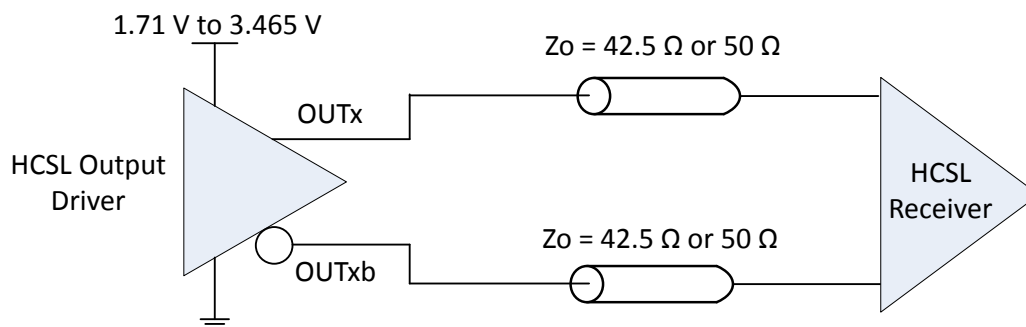 1.71 V to 3.465 V
Zo = 42.5 Ω or 50 Ω
OUTx
HCSL Output
Driver
HCSL
Receiver
Zo = 42.5 Ω or 50 Ω
OUTxb